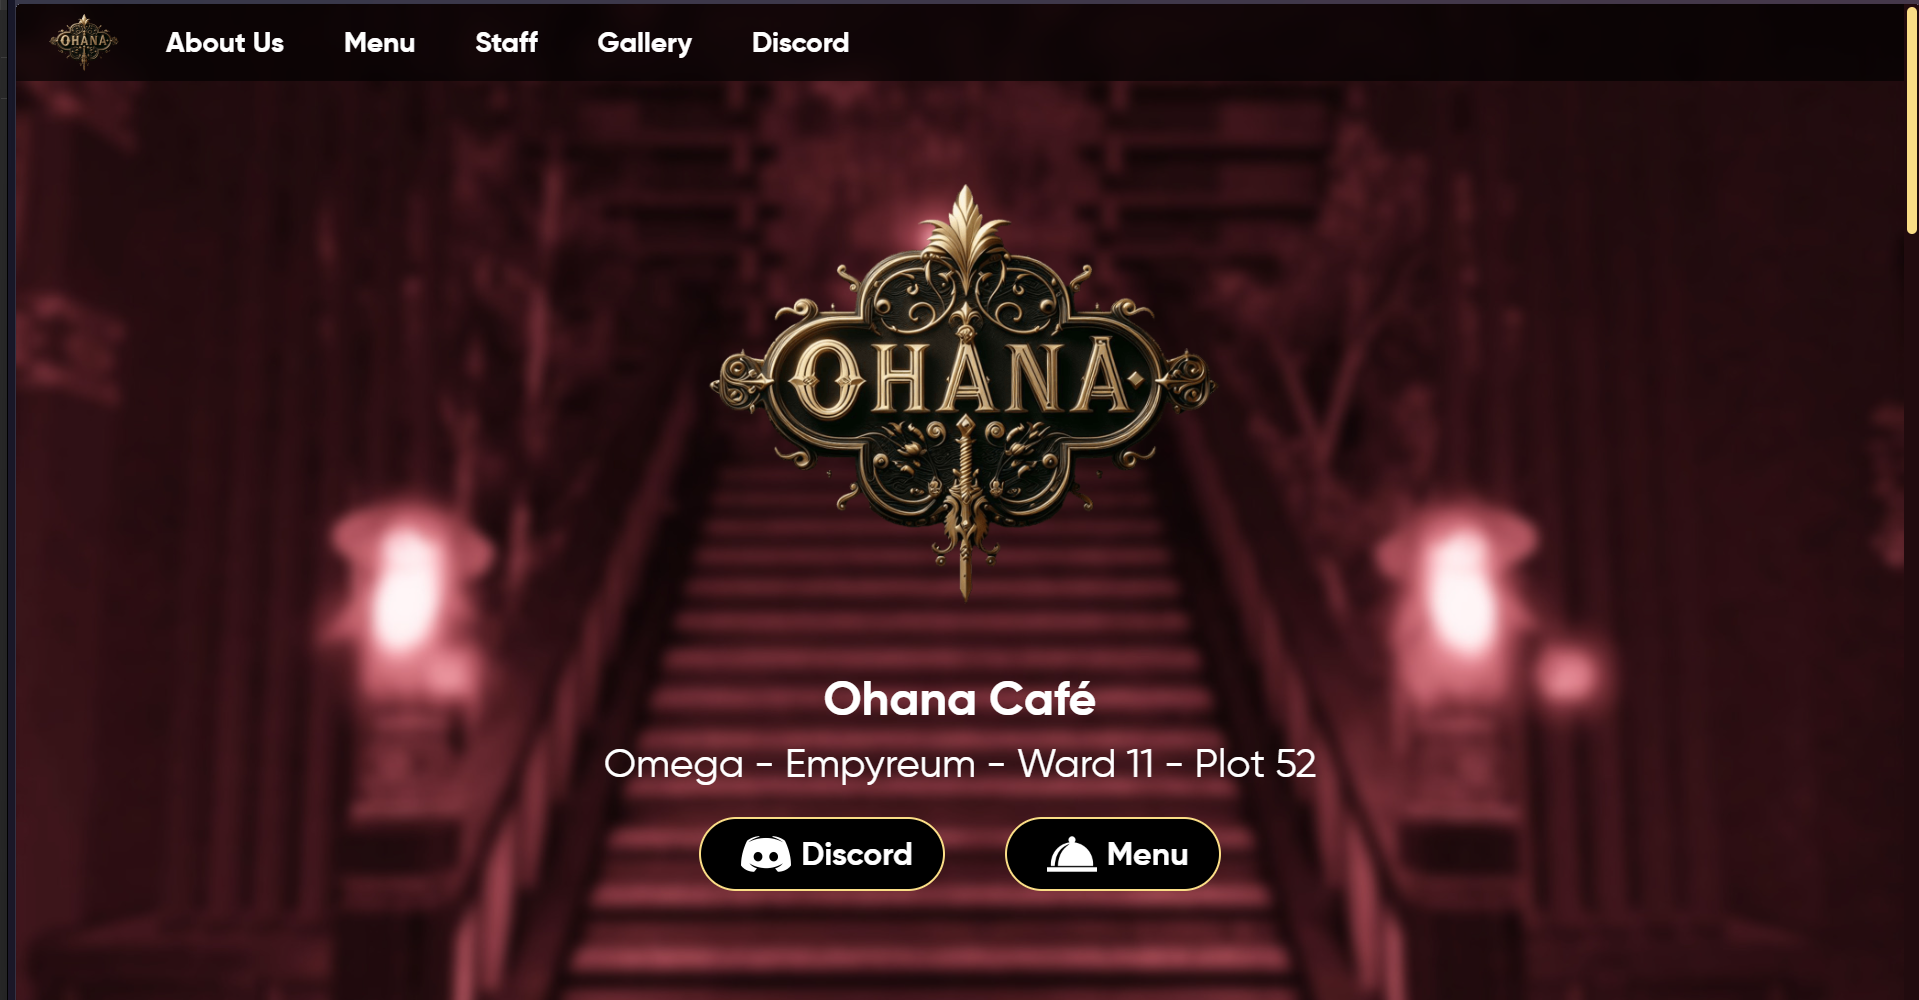 OHANA
About Us
Menu
Staff
Gallery
Discord
OHANA
Ohana Café
Omega - Empyreum - Ward 11 - Plot 52
Discord
Menu